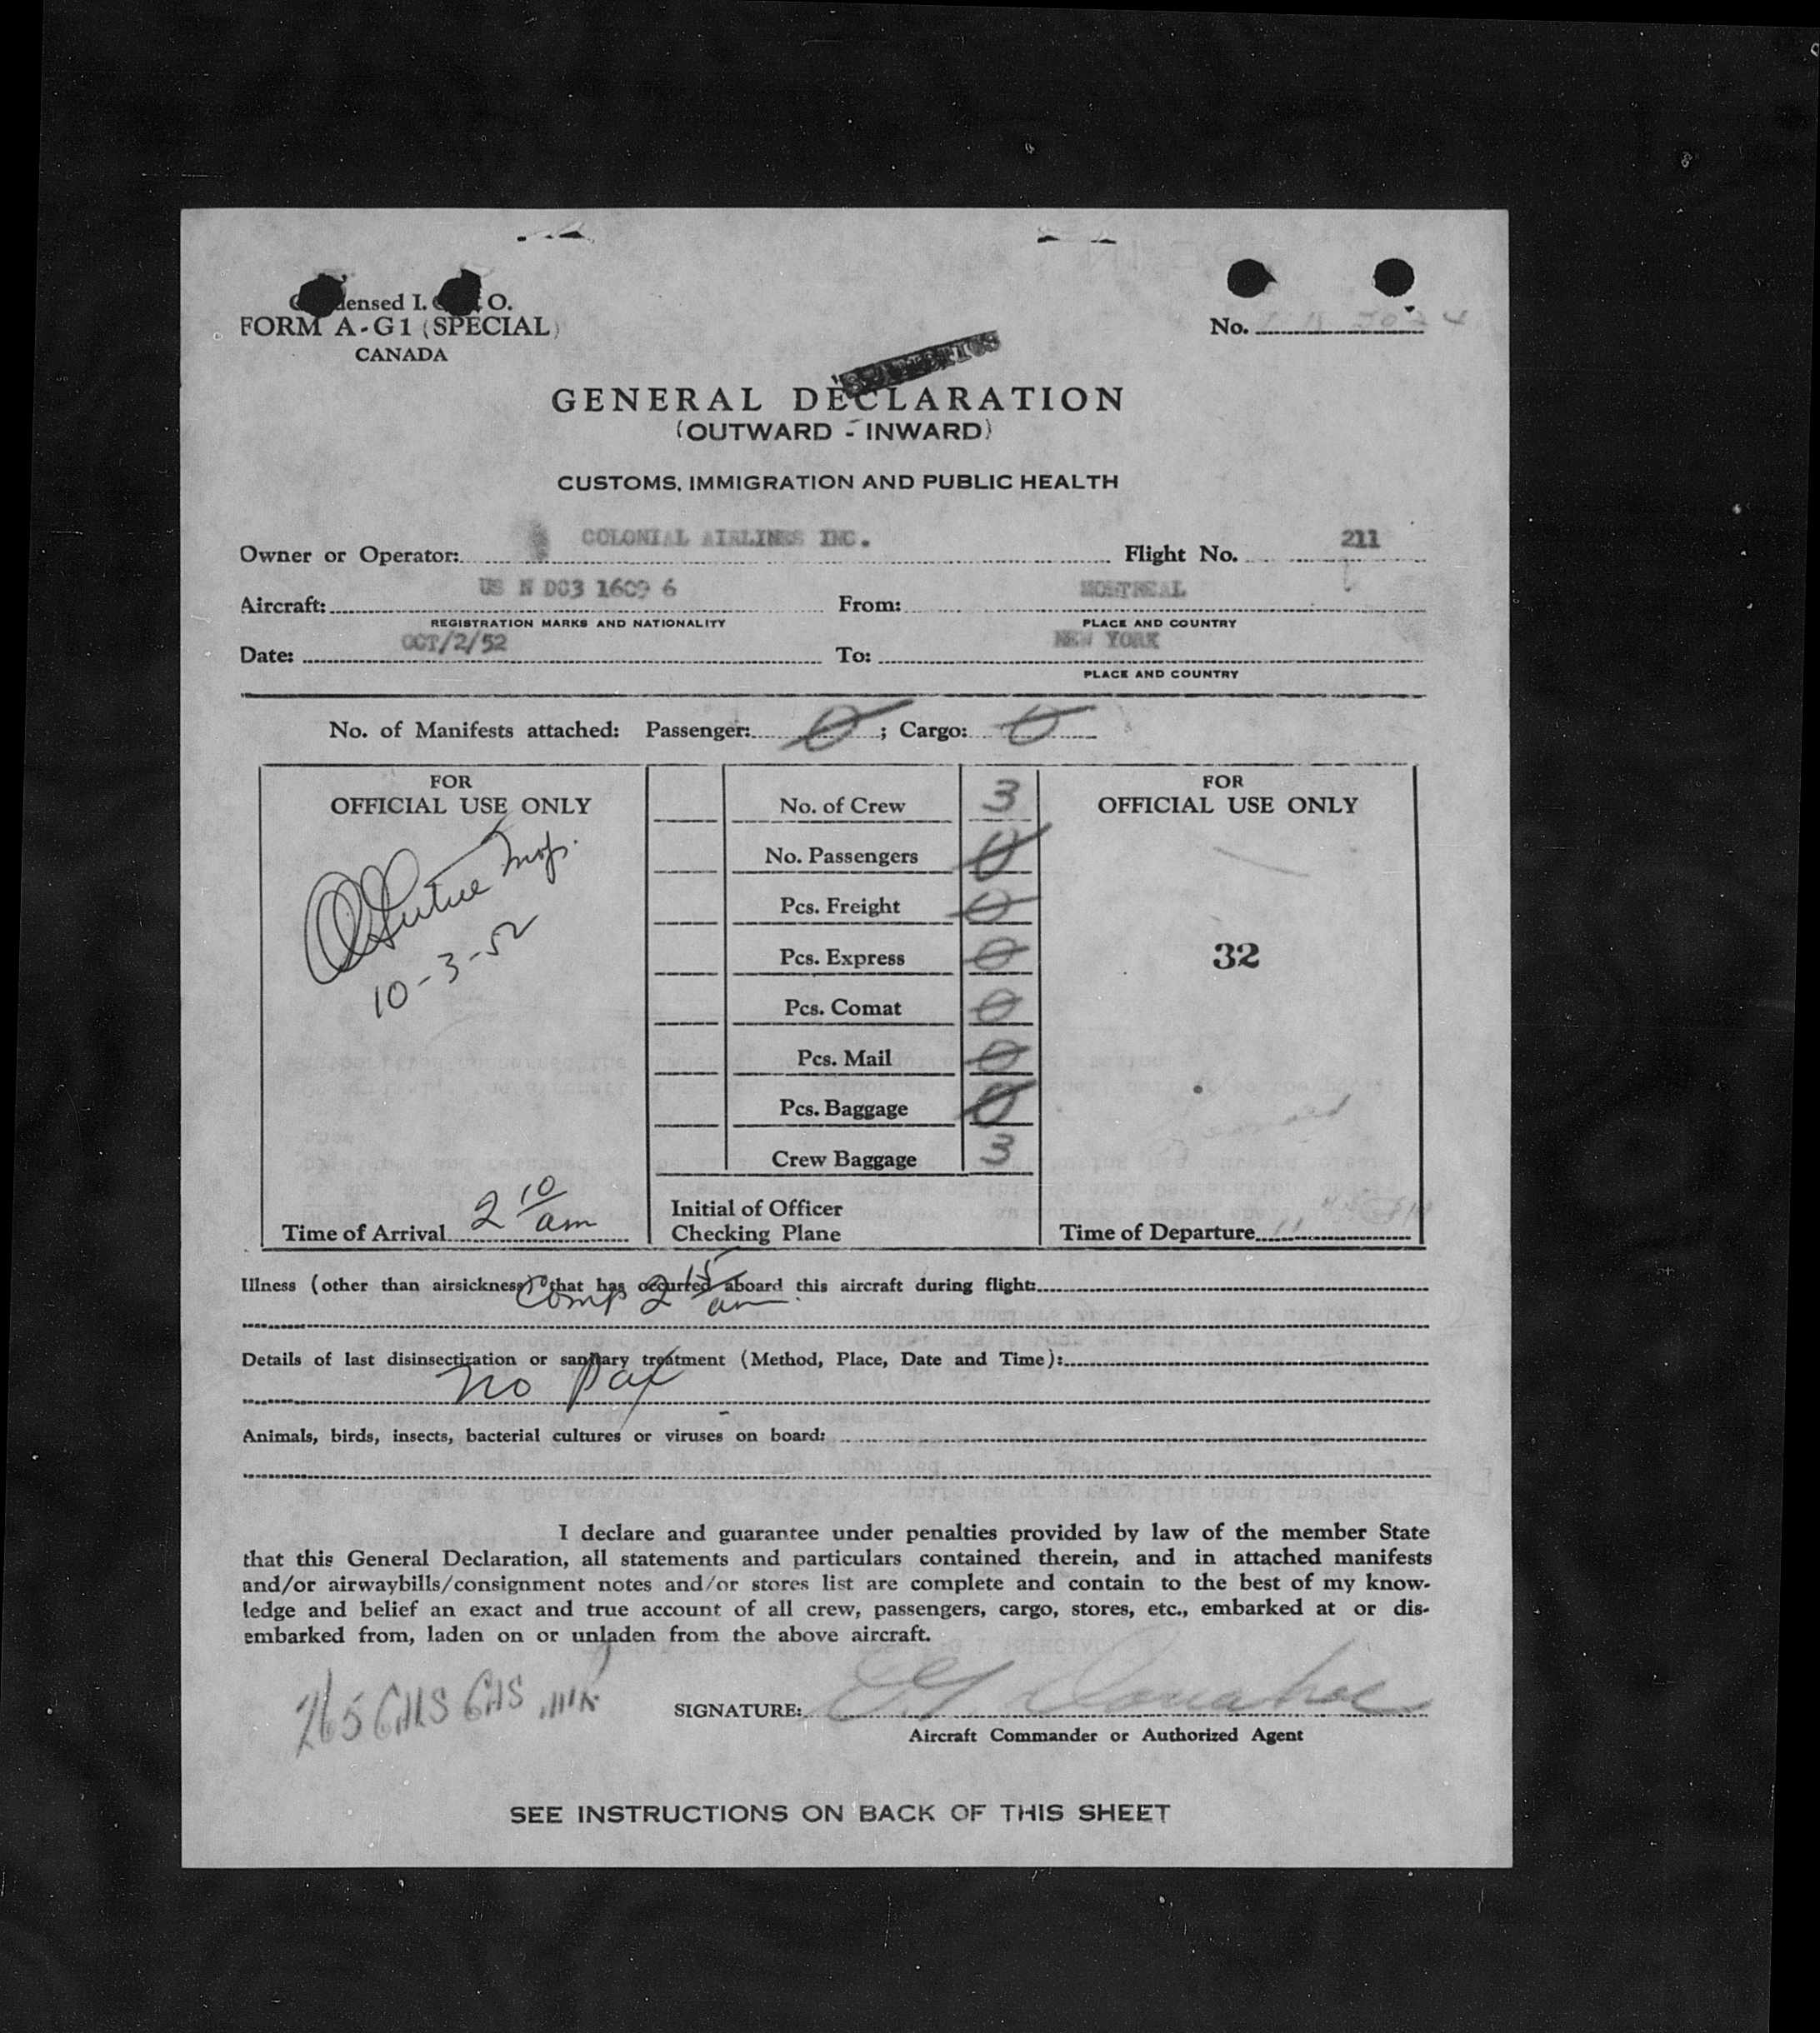 ensed I. O.
FORM A-G1 (SPECIAL)
CANADA
No.
GENERAL DECLARATION
(OUTWARD - INWARD)
CUSTOMS, IMMIGRATION AND PUBLIC HEALTH
Owner or Operator: COLONIAL AIRLINES INC. Flight No. 211
Aircraft: US N DC3 1609 6 From: MONTREAL
REGISTRATION MARKS AND NATIONALITY PLACE AND COUNTRY
Date: OCT/2/52 To: NEW YORK
PLACE AND COUNTRY
No. of Manifests attached: Passenger: 0 ; Cargo: 0
FOR
OFFICIAL USE ONLY
10-3-52
Time of Arrival 2 10 am
No. of Crew 3
No. Passengers 0
Pcs. Freight 0
Pcs. Express 0
Pcs. Comat 0
Pcs. Mail 0
Pcs. Baggage 0
Crew Baggage 3
Initial of Officer
Checking Plane
FOR
OFFICIAL USE ONLY
32
Time of Departure
Illness (other than airsickness) that has occurred aboard this aircraft during flight:
Comp 2 15 am
Details of last disinsectization or sanitary treatment (Method, Place, Date and Time):
no pax
Animals, birds, insects, bacterial cultures or viruses on board:
I declare and guarantee under penalties provided by law of the member State
that this General Declaration, all statements and particulars contained therein, and in attached manifests
and/or airwaybills/consignment notes and/or stores list are complete and contain to the best of my know-
ledge and belief an exact and true account of all crew, passengers, cargo, stores, etc., embarked at or dis-
embarked from, laden on or unladen from the above aircraft.
265 GALS GAS
SIGNATURE: Donahoe
Aircraft Commander or Authorized Agent
SEE INSTRUCTIONS ON BACK OF THIS SHEET